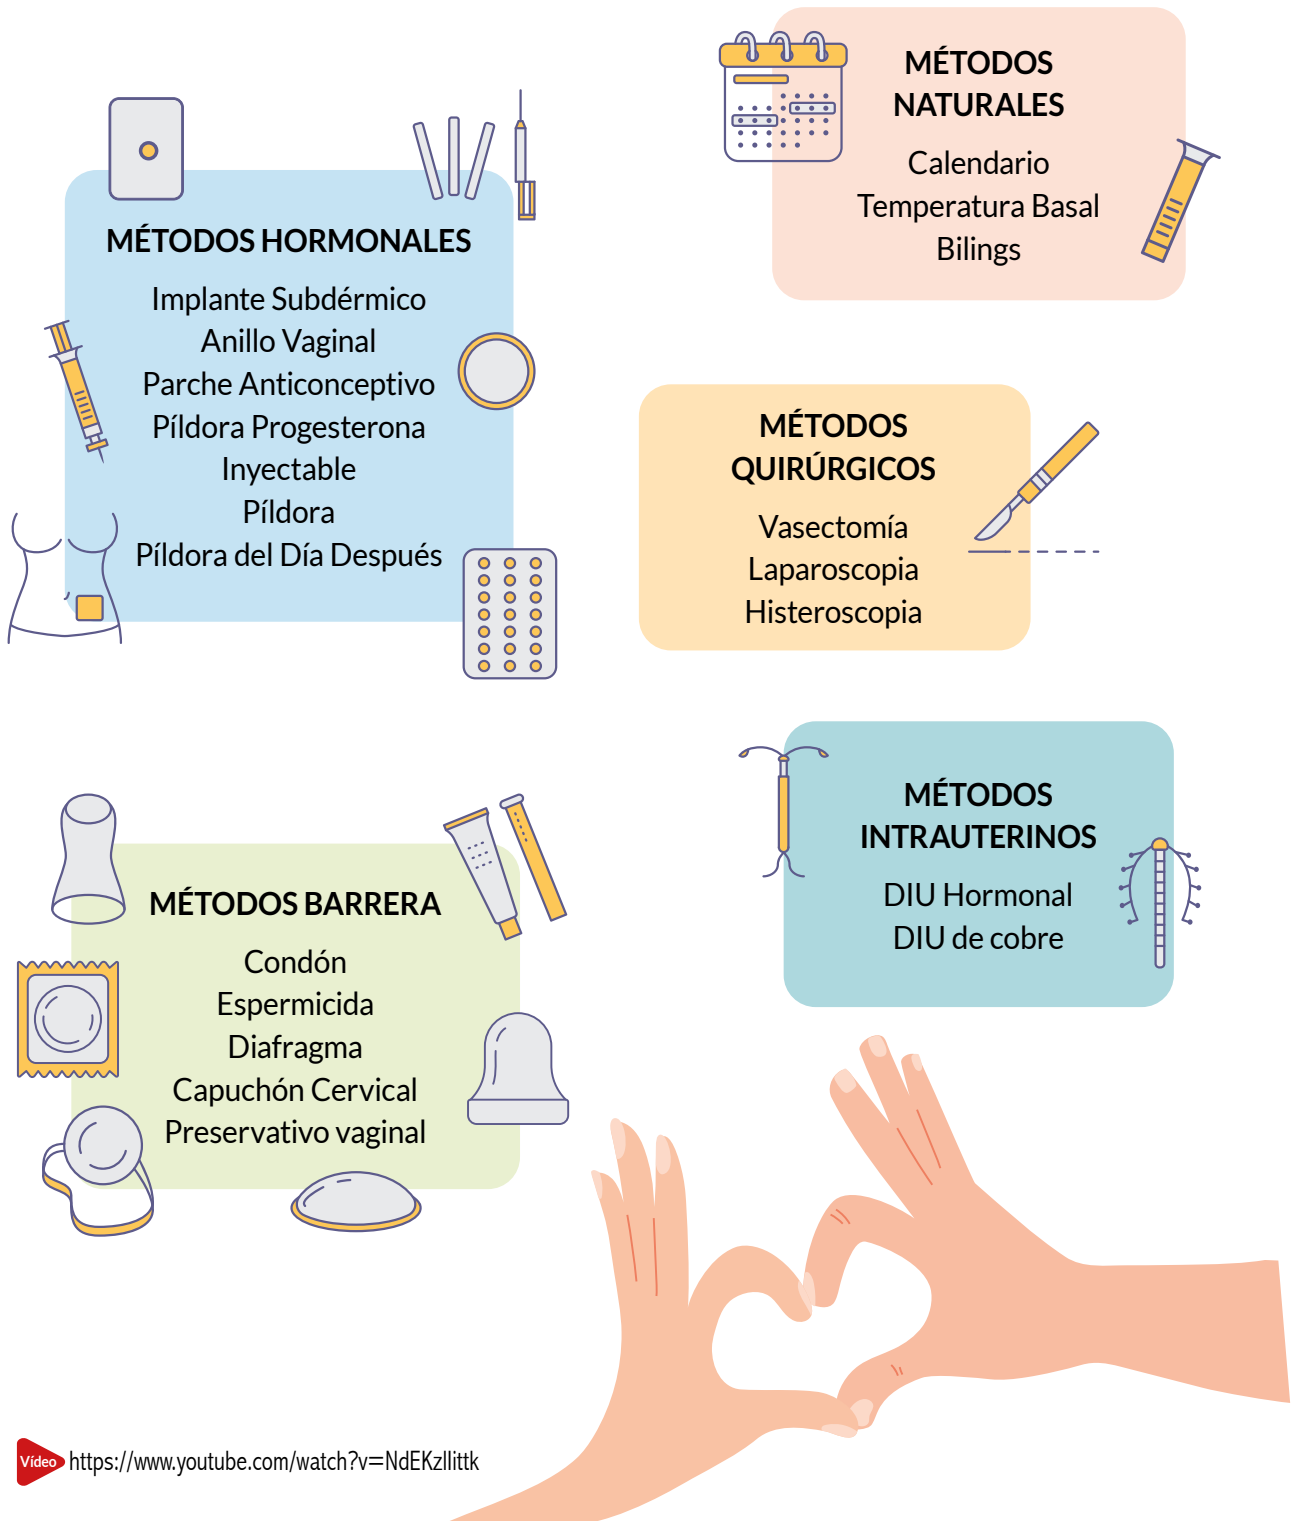 MÉTODOS HORMONALES
Implante Subdérmico
Anillo Vaginal
Parche Anticonceptivo
Píldora Progesterona
Inyectable
Píldora
Píldora del Día Después
MÉTODOS
NATURALES
Calendario
Temperatura Basal
Bilings
MÉTODOS
QUIRÚRGICOS
Vasectomía
Laparoscopia
Histeroscopia
MÉTODOS BARRERA
Condón
Espermicida
Diafragma
Capuchón Cervical
Preservativo vaginal
MÉTODOS
INTRAUTERINOS
DIU Hormonal
DIU de cobre
Vídeo https://www.youtube.com/watch?v=NdEKzllittk